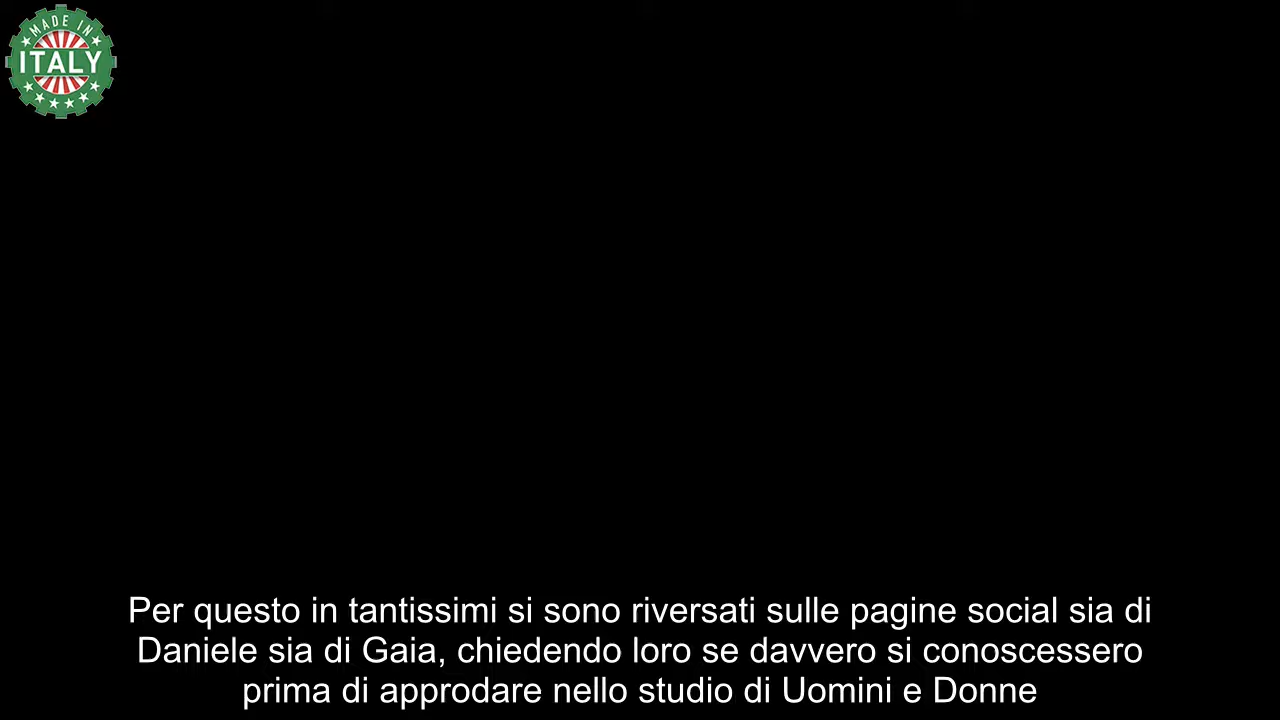 MADE IN
ITALY
Per questo in tantissimi si sono riversati sulle pagine social sia di
Daniele sia di Gaia, chiedendo loro se davvero si conoscessero
prima di approdare nello studio di Uomini e Donne